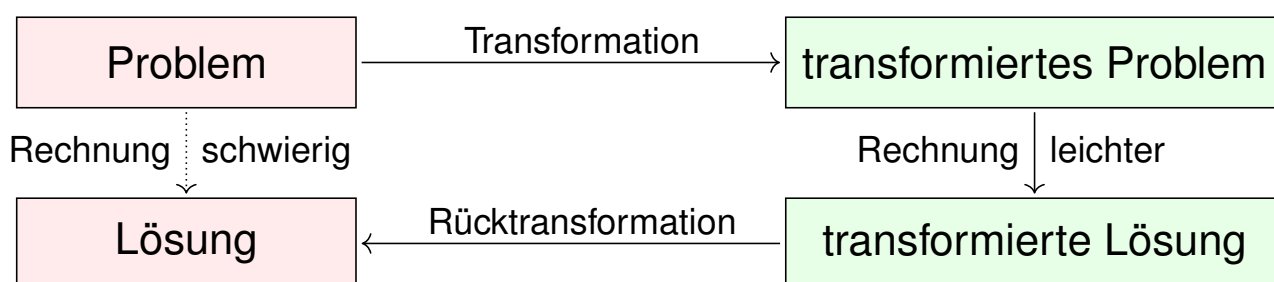 Problem
Transformation
transformiertes Problem
Rechnung schwierig
Rechnung leichter
Lösung
Rücktransformation
transformierte Lösung